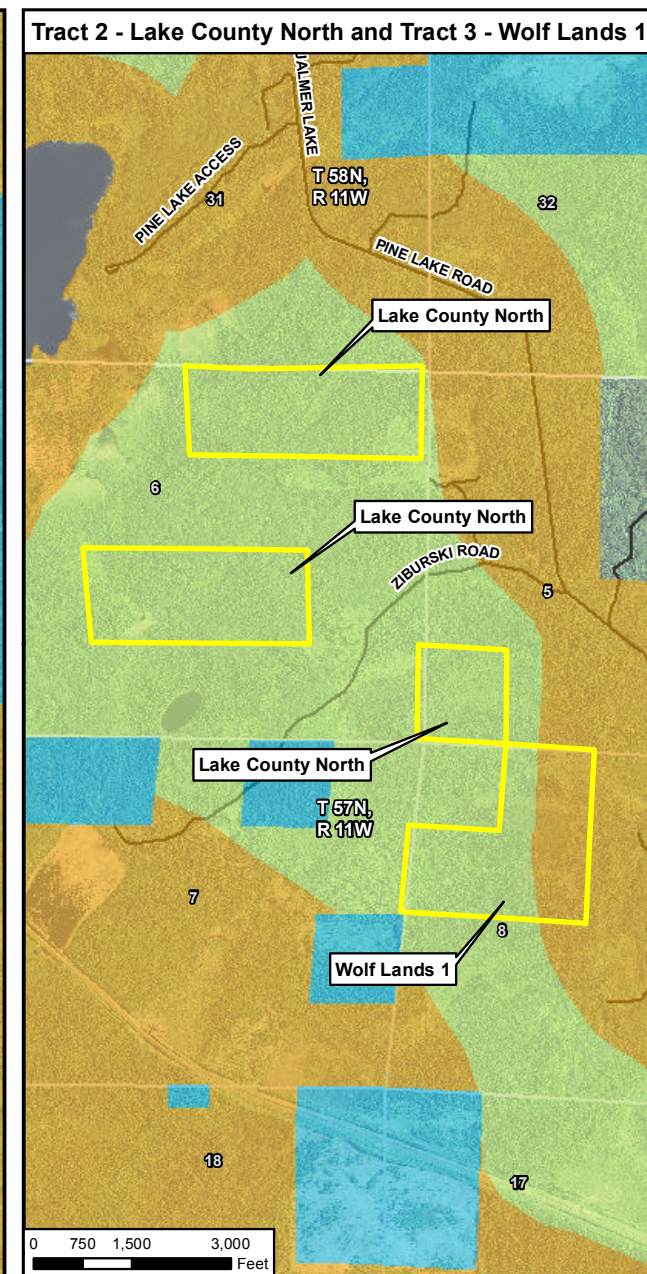 Tract 2 - Lake County North and Tract 3 - Wolf Lands 1
JALMER LAKE
PINE LAKE ACCESS
31
T 58N,
R 11W
32
PINE LAKE ROAD
Lake County North
6
Lake County North
ZIBURSKI ROAD
5
Lake County North
T 57N,
R 11W
7
8
Wolf Lands 1
18
17
0 750 1,500 3,000
Feet